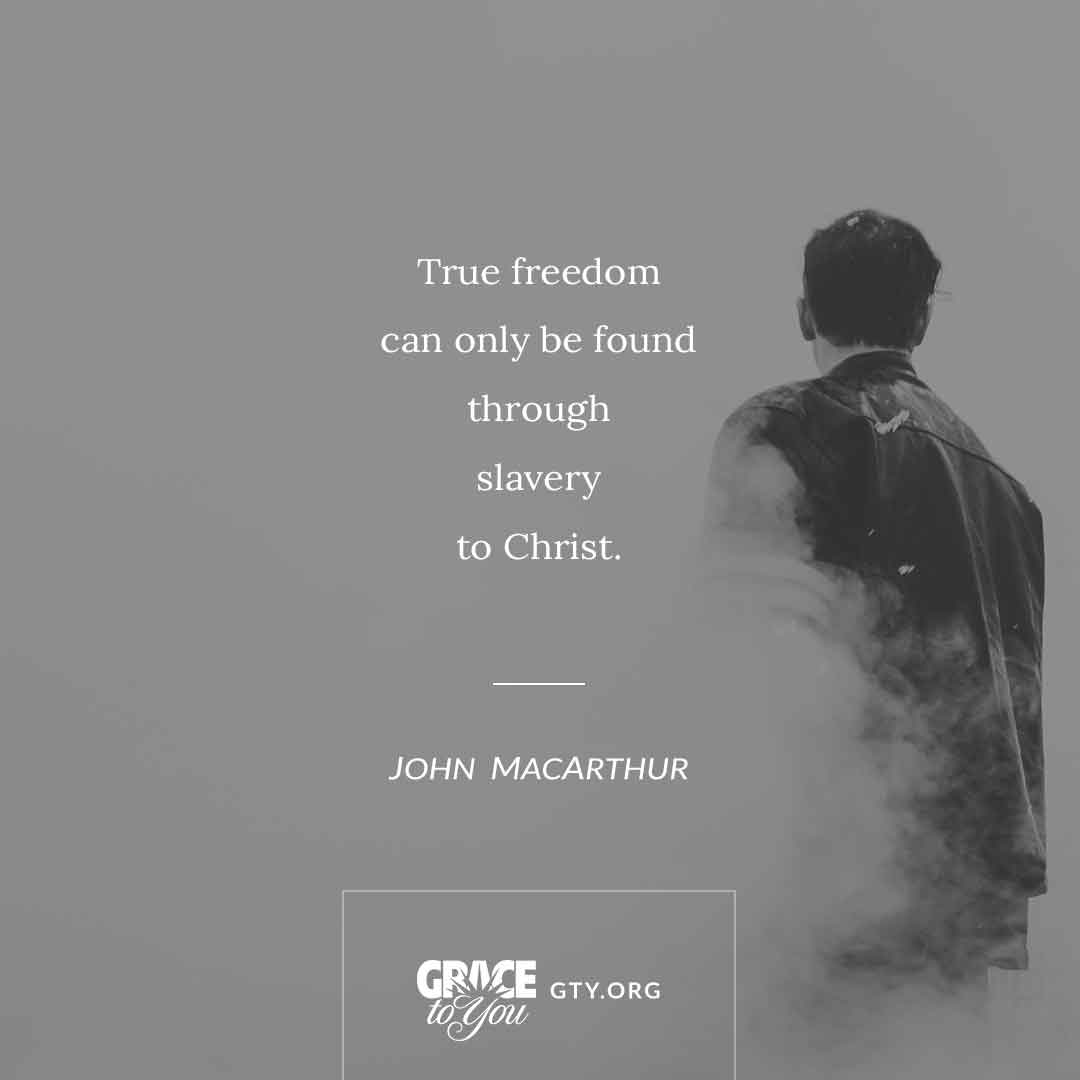 True freedom
can only be found
through
slavery
to Christ.
JOHN MACARTHUR
GRACE
to You
GTY.ORG